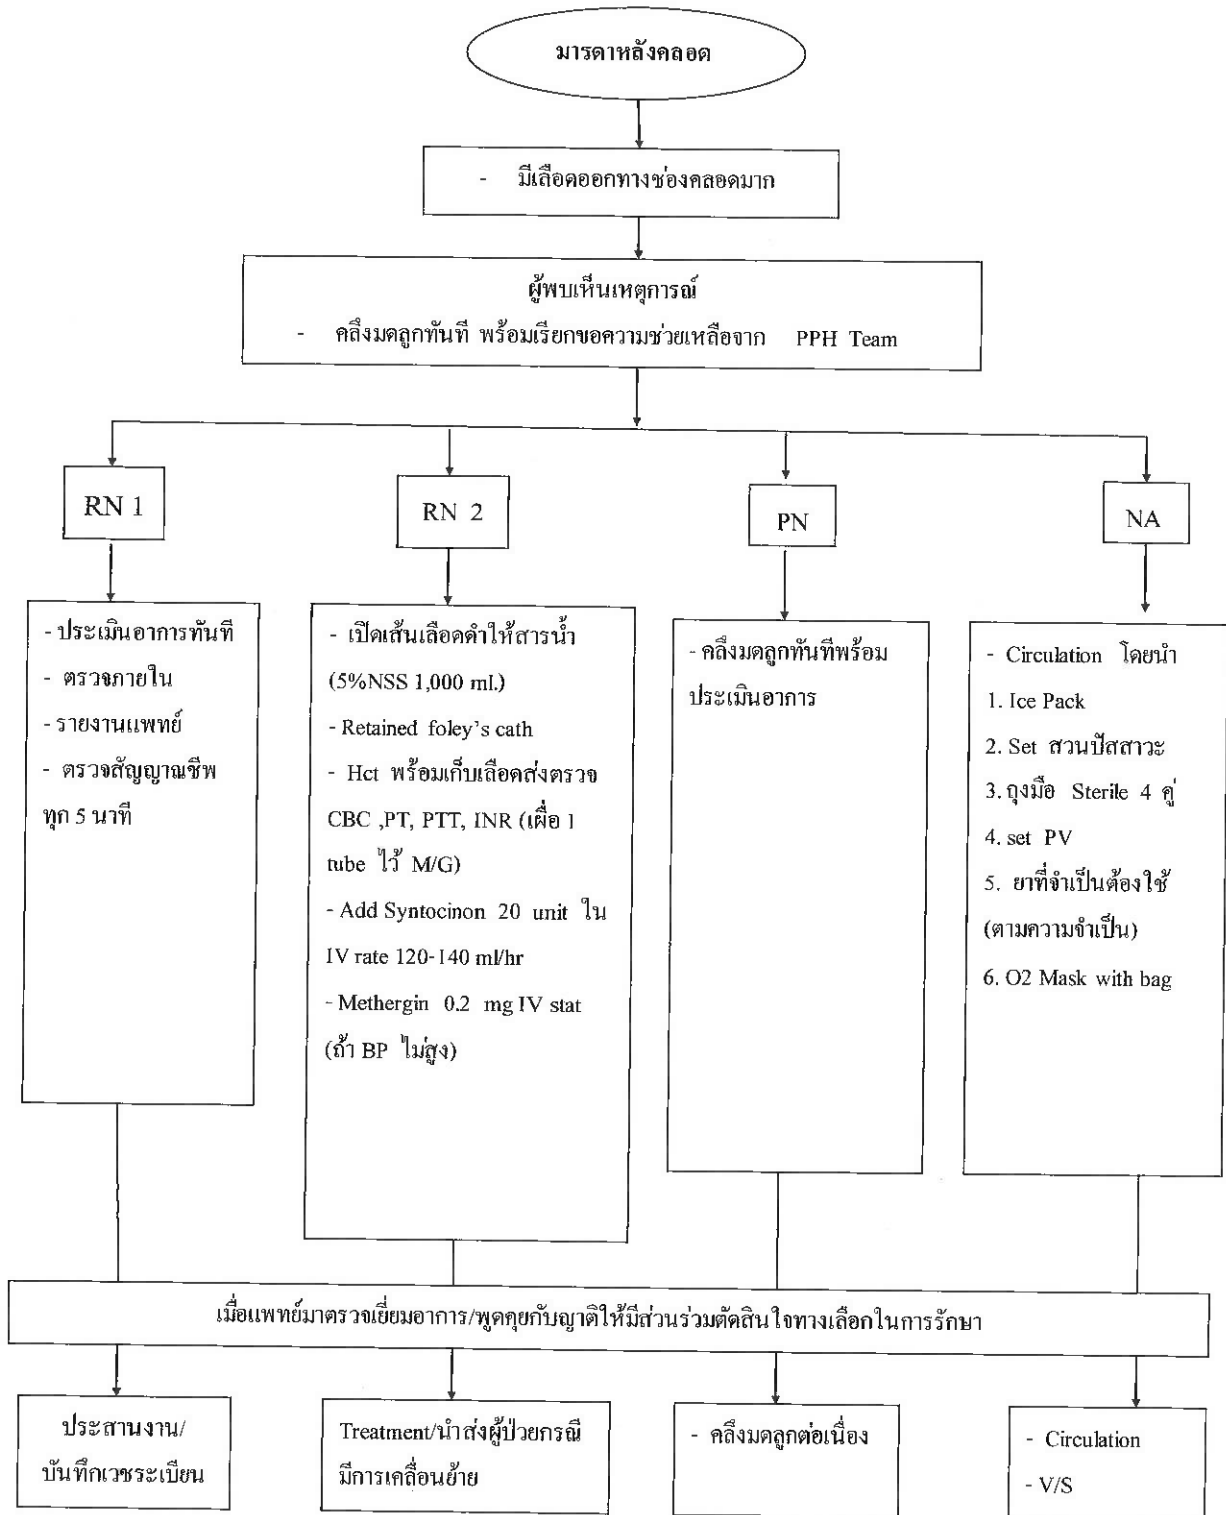 มารดาหลังคลอด
- มีเลือดออกทางช่องคลอดมาก
ผู้พบเห็นเหตุการณ์
- คลึงมดลูกทันที พร้อมเรียกขอความช่วยเหลือจาก PPH Team
RN 1
RN 2
PN
NA
- ประเมินอาการทันที
- ตรวจภายใน
- รายงานแพทย์
- ตรวจสัญญาณชีพ
ทุก 5 นาที
- เปิดเส้นเลือดดำให้สารน้ำ
(5%NSS 1,000 ml.)
- Retained foley's cath
- Hct พร้อมเก็บเลือดส่งตรวจ
CBC ,PT, PTT, INR (เผื่อ 1
tube ไว้ M/G)
- Add Syntocinon 20 unit ใน
IV rate 120-140 ml/hr
- Methergin 0.2 mg IV stat
(ถ้า BP ไม่สูง)
- คลึงมดลูกทันทีพร้อม
ประเมินอาการ
- Circulation โดยนำ
1. Ice Pack
2. Set สวนปัสสาวะ
3. ถุงมือ Sterile 4 คู่
4. set PV
5. ยาที่จำเป็นต้องใช้
(ตามความจำเป็น)
6. O2 Mask with bag
เมื่อแพทย์มาตรวจเยี่ยมอาการ/พูดคุยกับญาติให้มีส่วนร่วมตัดสินใจทางเลือกในการรักษา
ประสานงาน/
บันทึกเวชระเบียน
Treatment/นำส่งผู้ป่วยกรณี
มีการเคลื่อนย้าย
- คลึงมดลูกต่อเนื่อง
- Circulation
- V/S